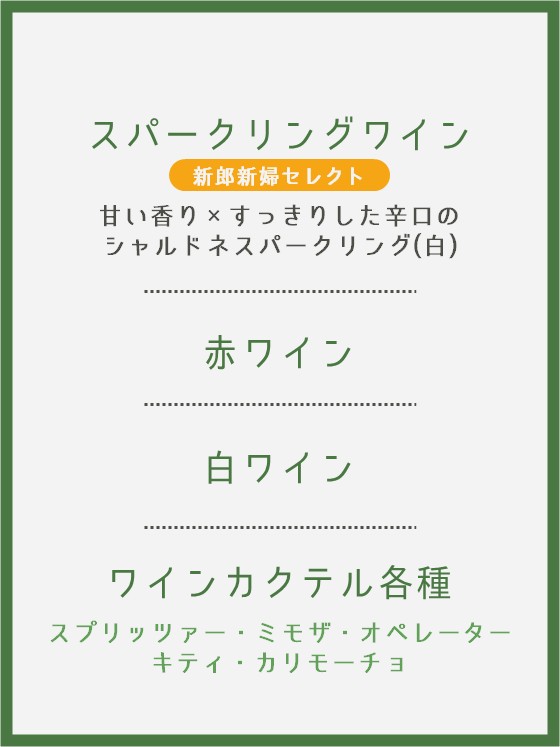 スパークリングワイン
新郎新婦セレクト
甘い香り×すっきりした辛口の
シャルドネスパークリング(白)
赤ワイン
白ワイン
ワインカクテル各種
スプリッツァー・ミモザ・オペレーター
キティ・カリモーチョ